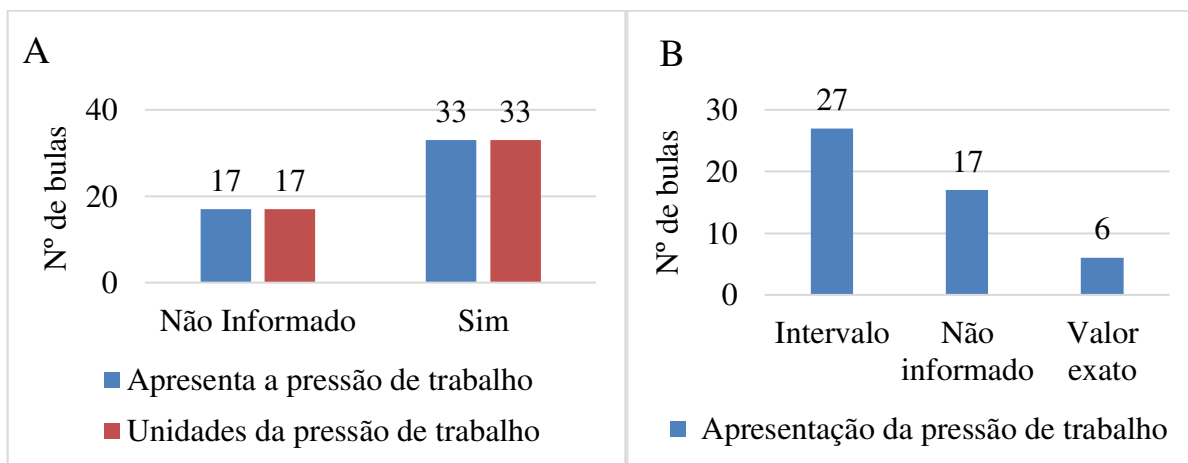 A
Nº de bulas
40
20
0
17 17
33 33
Não Informado
Sim
Apresenta a pressão de trabalho
Unidades da pressão de trabalho
B
Nº de bulas
30
20
10
0
27
17
6
Intervalo
Não
informado
Valor
exato
Apresentação da pressão de trabalho